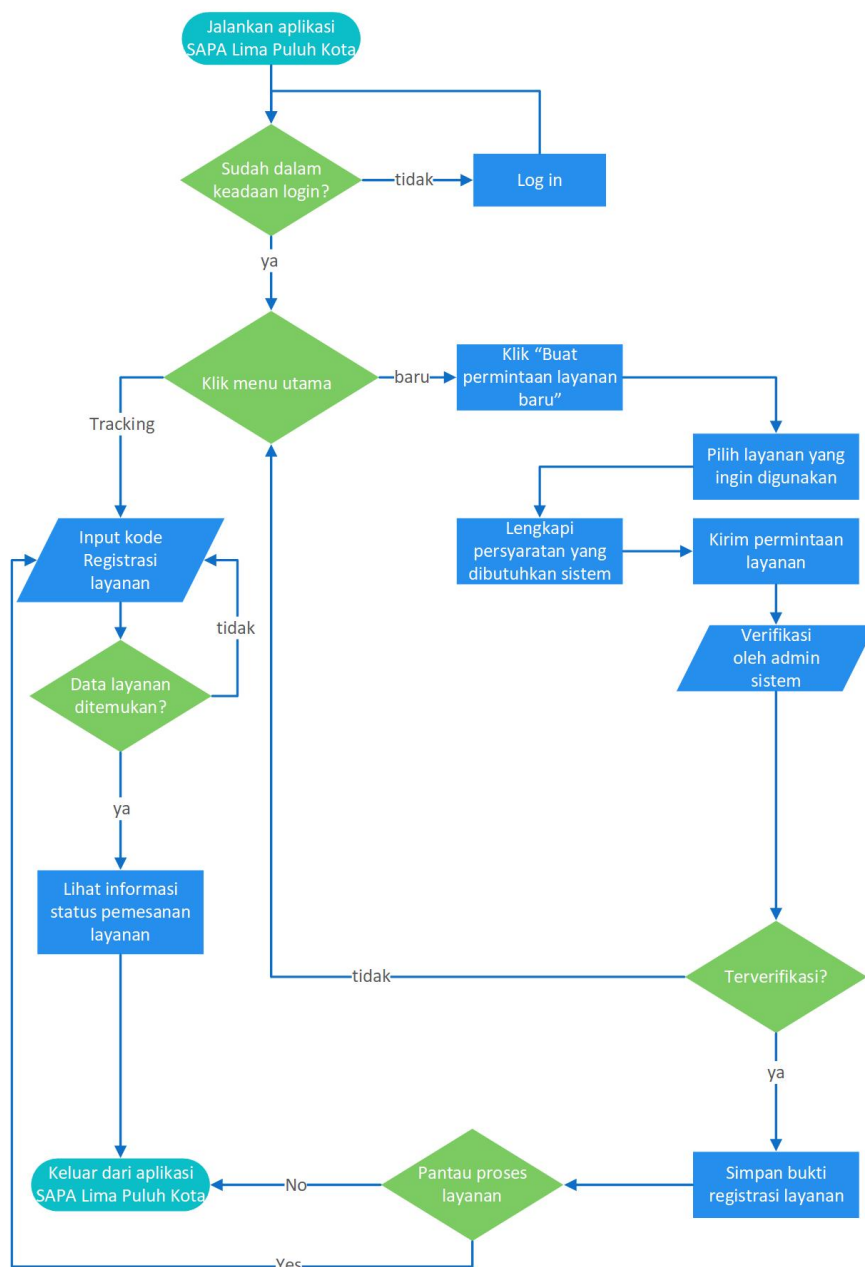 Jalankan aplikasi
SAPA Lima Puluh Kota
Sudah dalam
keadaan login?
tidak
Log in
ya
Klik menu utama
baru
Klik “Buat
permintaan layanan
baru”
Tracking
Pilih layanan yang
ingin digunakan
Input kode
Registrasi
layanan
Lengkapi
persyaratan yang
dibutuhkan sistem
Kirim permintaan
layanan
tidak
Verifikasi
oleh admin
sistem
Data layanan
ditemukan?
ya
Lihat informasi
status pemesanan
layanan
tidak
Terverifikasi?
ya
Keluar dari aplikasi
SAPA Lima Puluh Kota
No
Pantau proses
layanan
Simpan bukti
registrasi layanan
Yes